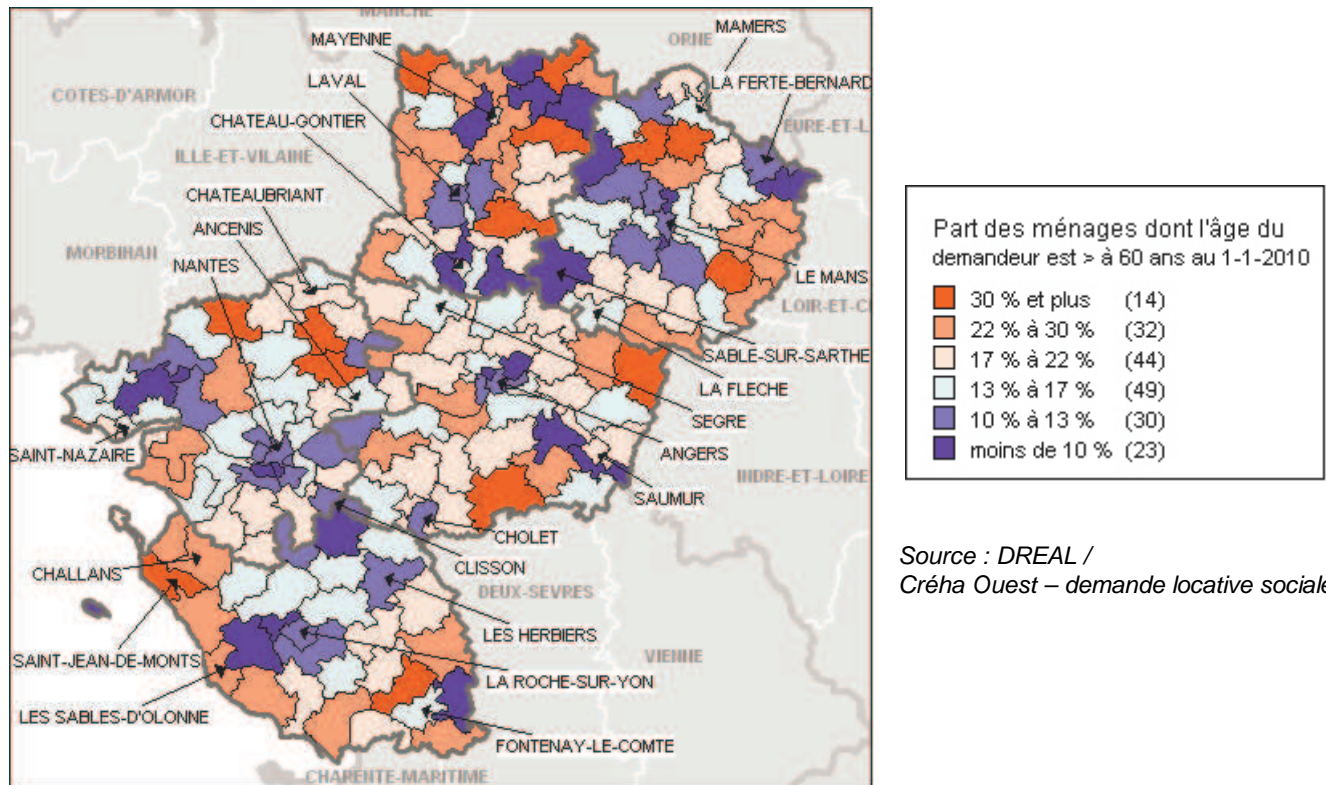 MANCHE
MAMERS
MAYENNE
ORNE
LAVAL
LA FERTE-BERNARD
COTES-D'ARMOR
CHATEAU-GONTIER
EURE-ET-L
ILLE-ET-VILAINE
CHATEAUBRIANT
ANCENIS
MORBIHAN
NANTES
LE MANS
LOIR-ET-C
SABLE-SUR-SARTHE
LA FLECHE
SEGRE
SAINT-NAZAIRE
ANGERS
INDRE-ET-LOIRE
SAUMUR
CHOLET
CLISSON
CHALLANS
DEUX-SEVRES
LES HERBIERS
SAINT-JEAN-DE-MONTS
VIENNE
LA ROCHE-SUR-YON
LES SABLES-D'OLONNE
FONTENAY-LE-COMTE
CHARENTE-MARITIME
Part des ménages dont l'âge du
demandeur est > à 60 ans au 1-1-2010
30 % et plus (14)
22 % à 30 % (32)
17 % à 22 % (44)
13 % à 17 % (49)
10 % à 13 % (30)
moins de 10 % (23)
Source : DREAL /
Créha Ouest – demande locative sociale